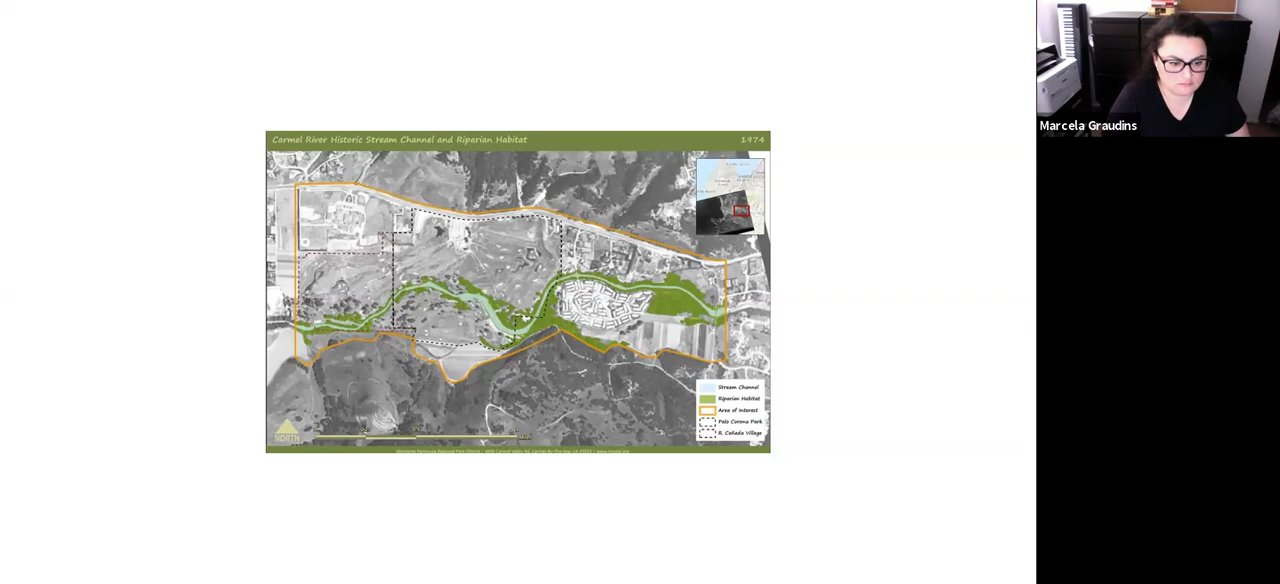 Carmel River Historic Stream Channel and Riparian Habitat 1974
Marcela Graudins
Stream Channel
Riparian Habitat
Area of Interest
Palo Corona Park
R. Cañada Village
NORTH